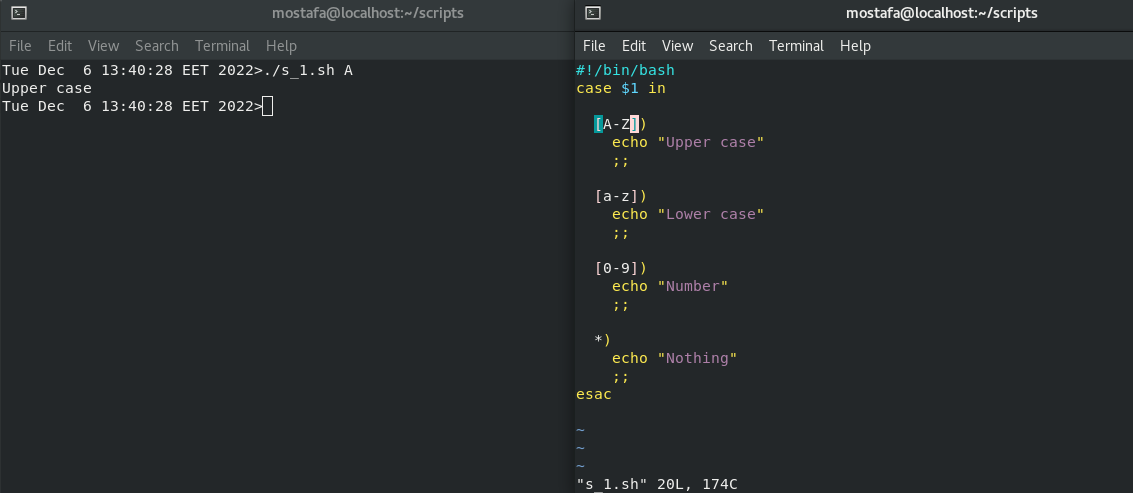 mostafa@localhost:~/scripts
File Edit View Search Terminal Help
Tue Dec  6 13:40:28 EET 2022>./s_1.sh A
Upper case
Tue Dec  6 13:40:28 EET 2022>
mostafa@localhost:~/scripts
File Edit View Search Terminal Help
#!/bin/bash
case $1 in
  [A-Z])
    echo "Upper case"
    ;;
  [a-z])
    echo "Lower case"
    ;;
  [0-9])
    echo "Number"
    ;;
  *)
    echo "Nothing"
    ;;
esac
~
~
~
"s_1.sh" 20L, 174C